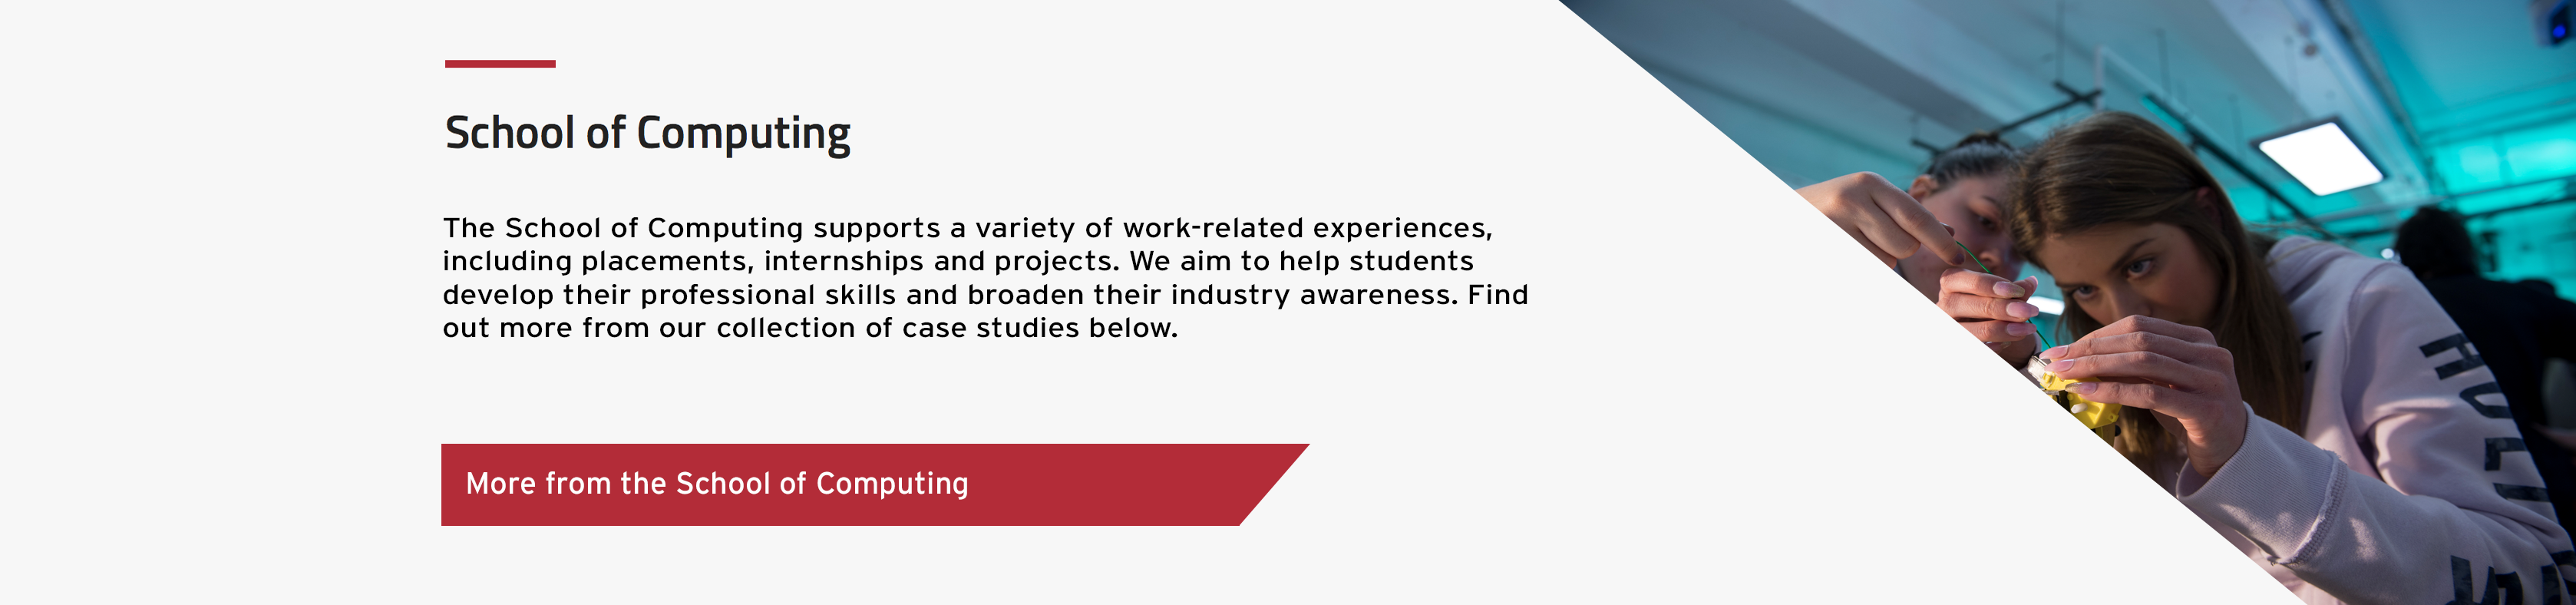 School of Computing
The School of Computing supports a variety of work-related experiences,
including placements, internships and projects. We aim to help students
develop their professional skills and broaden their industry awareness. Find
out more from our collection of case studies below.
More from the School of Computing